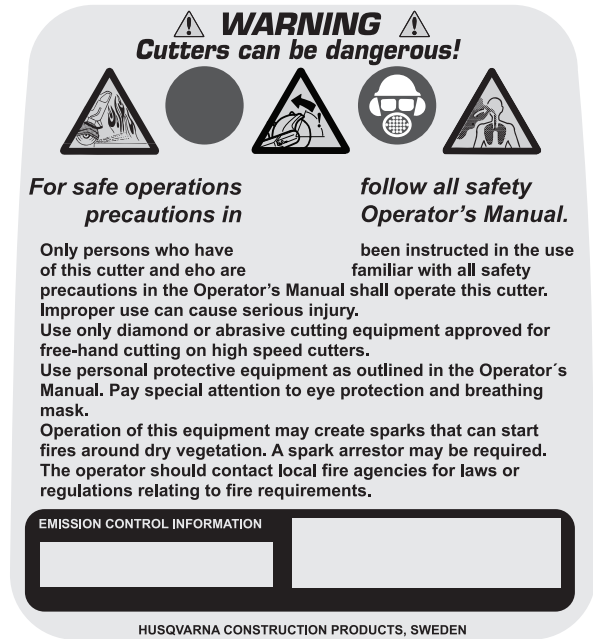 WARNING
Cutters can be dangerous!
For safe operations follow all safety
precautions in Operator's Manual.
Only persons who have been instructed in the use
of this cutter and eho are familiar with all safety
precautions in the Operator's Manual shall operate this cutter.
Improper use can cause serious injury.
Use only diamond or abrasive cutting equipment approved for
free-hand cutting on high speed cutters.
Use personal protective equipment as outlined in the Operator´s
Manual. Pay special attention to eye protection and breathing
mask.
Operation of this equipment may create sparks that can start
fires around dry vegetation. A spark arrestor may be required.
The operator should contact local fire agencies for laws or
regulations relating to fire requirements.
EMISSION CONTROL INFORMATION
HUSQVARNA CONSTRUCTION PRODUCTS, SWEDEN